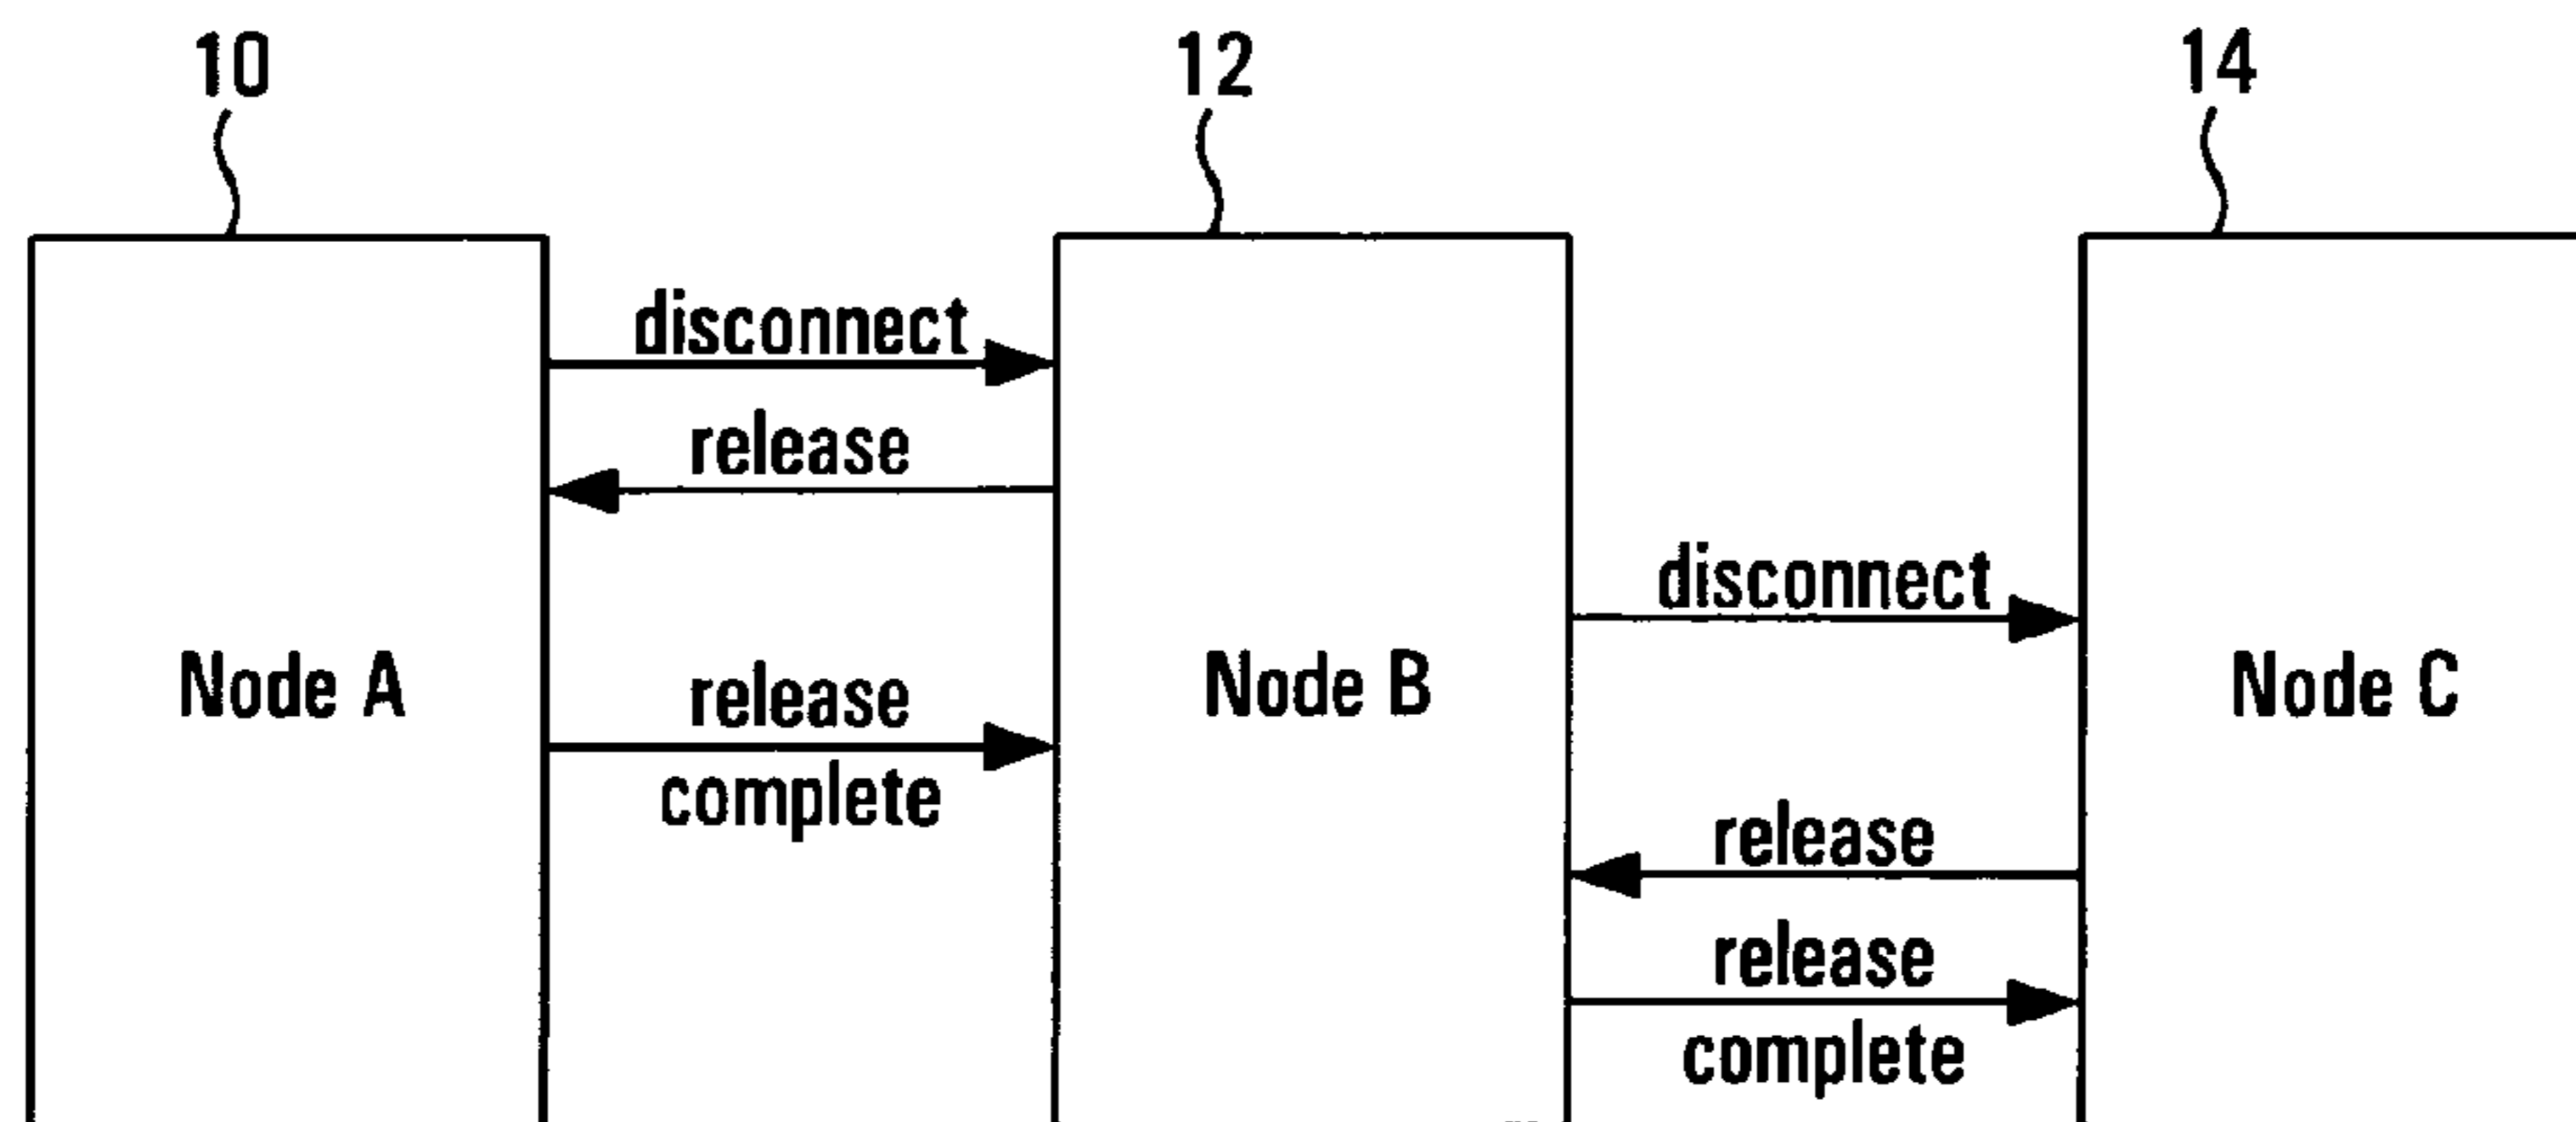 10
12
14
disconnect
release
disconnect
Node A
release
complete
Node B
Node C
release
release
complete